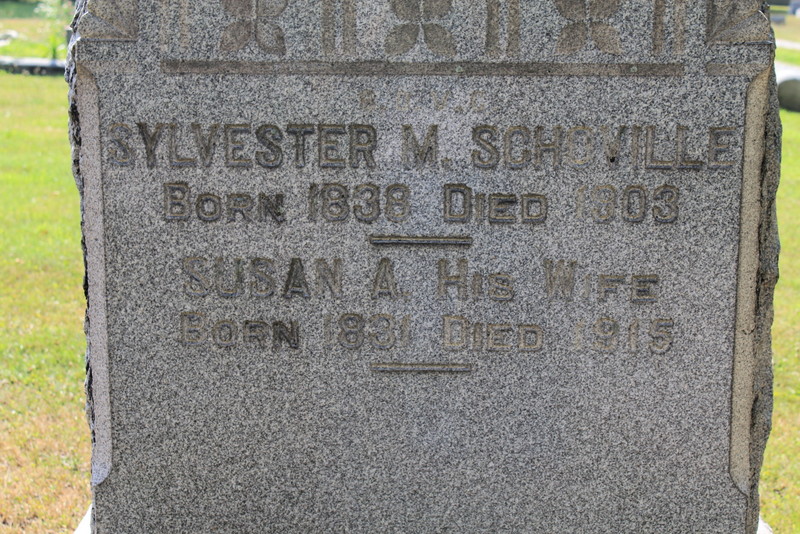 SYLVESTER M. SCHOVILLE
BORN 1838 DIED 1903
SUSAN A. HIS WIFE
BORN 1831 DIED 1915